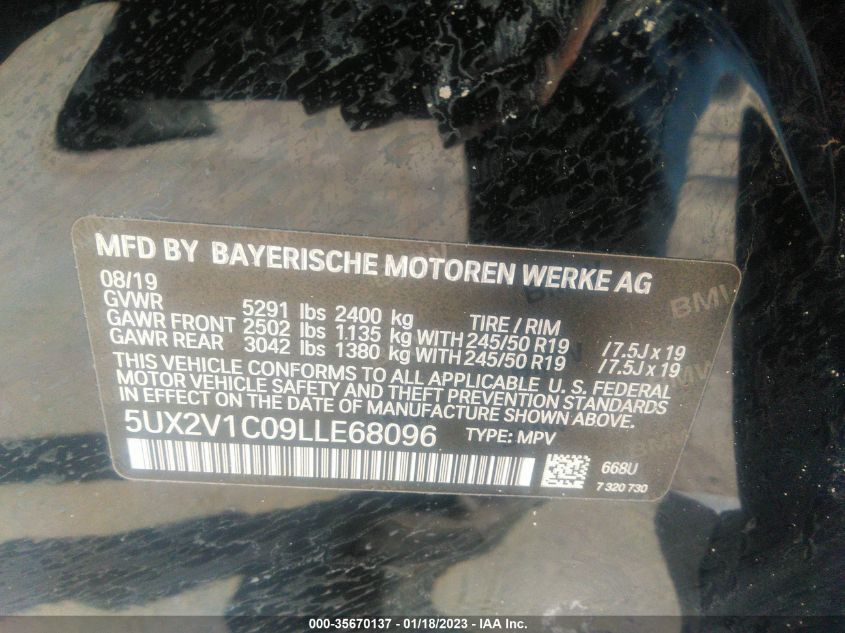 MFD BY BAYERISCHE MOTOREN WERKE AG
08/19
GVWR 5291 lbs 2400 kg TIRE / RIM
GAWR FRONT 2502 lbs 1135 kg WITH 245/50 R19 /7.5J x 19
GAWR REAR 3042 lbs 1380 kg WITH 245/50 R19 /7.5J x 19
THIS VEHICLE CONFORMS TO ALL APPLICABLE U. S. FEDERAL
MOTOR VEHICLE SAFETY AND THEFT PREVENTION STANDARDS
IN EFFECT ON THE DATE OF MANUFACTURE SHOWN ABOVE.
5UX2V1C09LLE68096 TYPE: MPV
668U
7 320 730
BMW
000-35670137 - 01/18/2023 - IAA Inc.